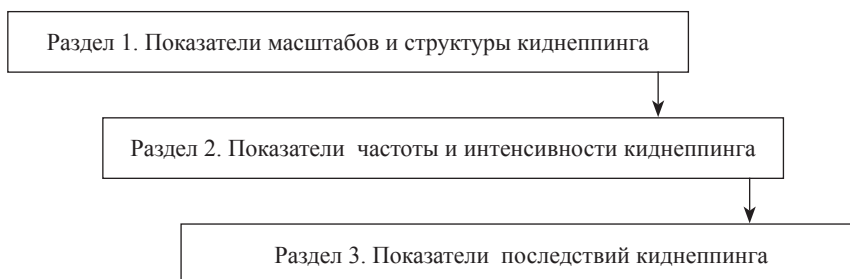 Раздел 1. Показатели масштабов и структуры киднеппинга
Раздел 2. Показатели  частоты и интенсивности киднеппинга
Раздел 3. Показатели  последствий киднеппинга